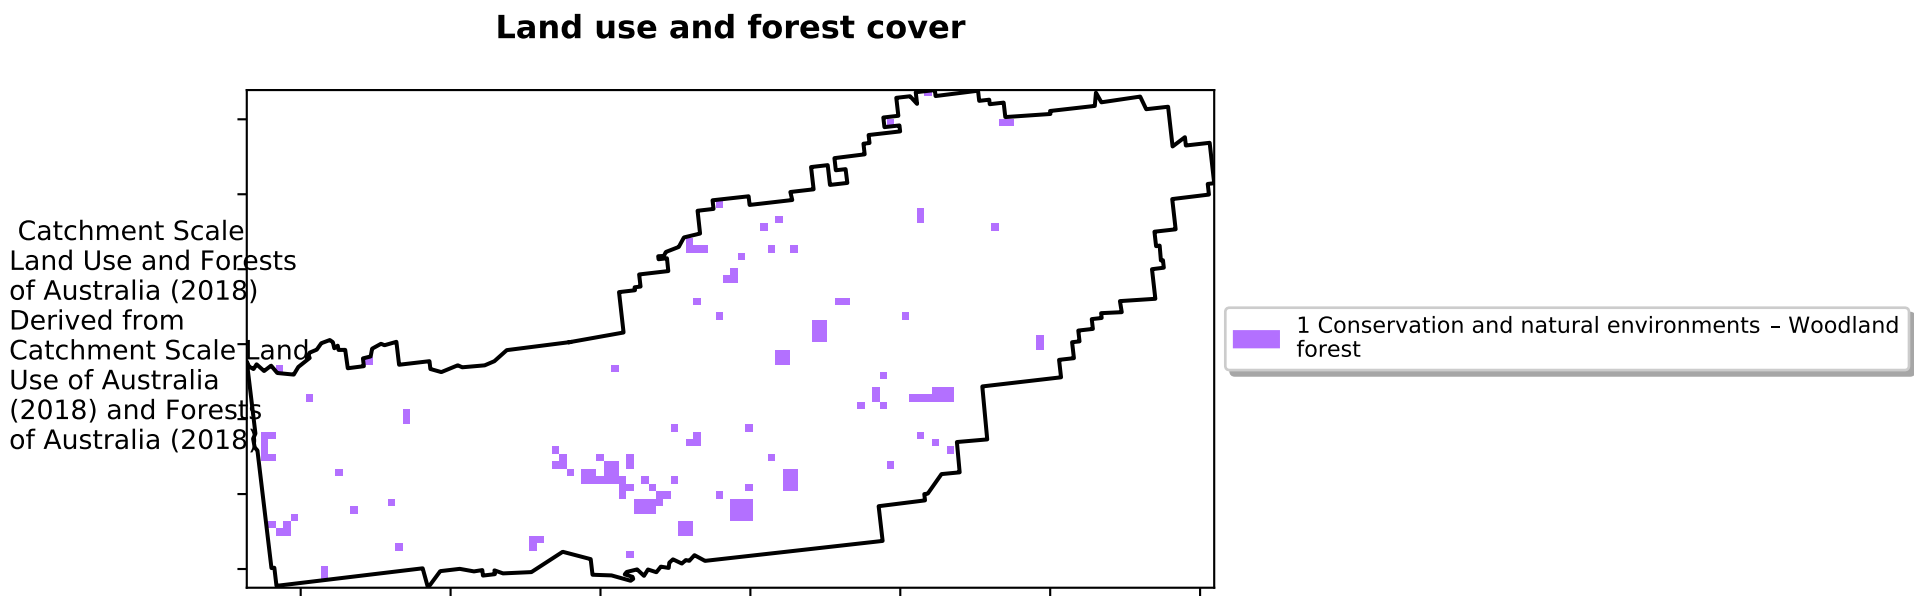 Land use and forest cover
Catchment Scale
Land Use and Forests
of Australia (2018)
Derived from
Catchment Scale Land
Use of Australia
(2018) and Forests
of Australia (2018)
1 Conservation and natural environments – Woodland
forest